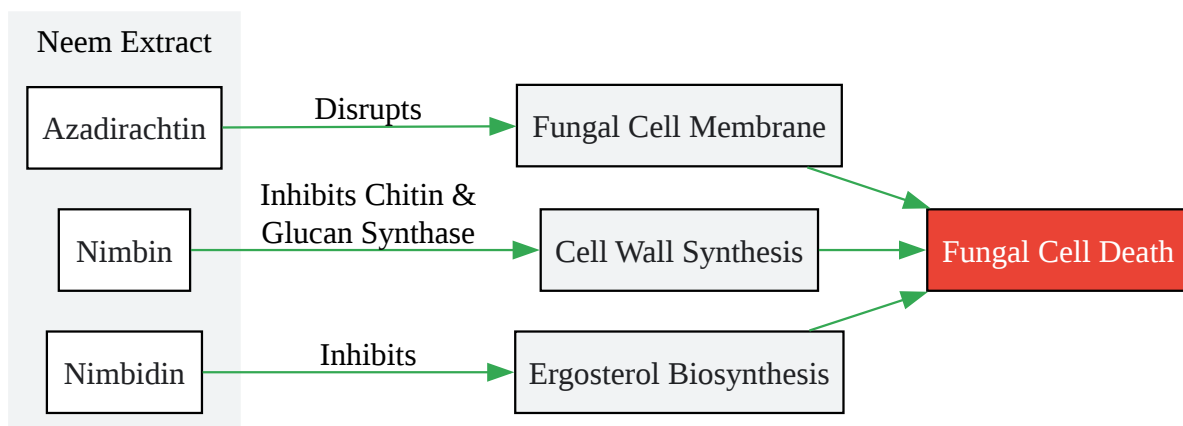 Neem Extract
Azadirachtin
Disrupts
Fungal Cell Membrane
Inhibits Chitin &
Glucan Synthase
Nimbin
Cell Wall Synthesis
Fungal Cell Death
Nimbidin
Inhibits
Ergosterol Biosynthesis